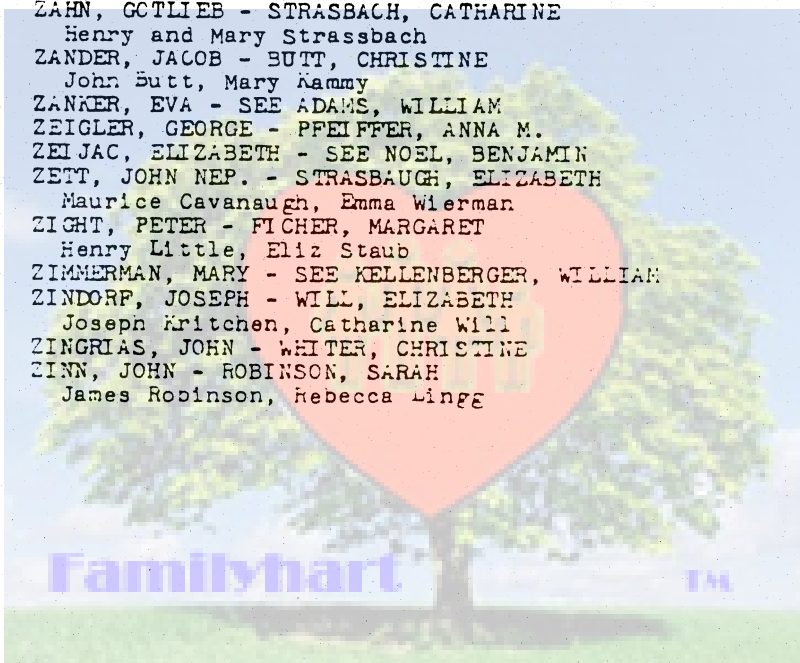 ZAHN, GOTLIEB - STRASBACH, CATHARINE
Henry and Mary Strassbach
ZANDER, JACOB - BUTT, CHRISTINE
John Butt, Mary Kammy
ZANKER, EVA - SEE ADAMS, WILLIAM
ZEIGLER, GEORGE - PFEIFFER, ANNA M.
ZEIJAC, ELIZABETH - SEE NOEL, BENJAMIN
ZETT, JOHN NEP. - STRASBAUGH, ELIZABETH
Maurice Cavanaugh, Emma Wierman
ZIGHT, PETER - FICHER, MARGARET
Henry Little, Eliz Staub
ZIMMERMAN, MARY - SEE KELLENBERGER, WILLIAM
ZINDORF, JOSEPH - WILL, ELIZABETH
Joseph Kritchen, Catharine Will
ZINGRIAS, JOHN - WHITER, CHRISTINE
ZINN, JOHN - ROBINSON, SARAH
James Robinson, Rebecca Lingg
Familyhart TM